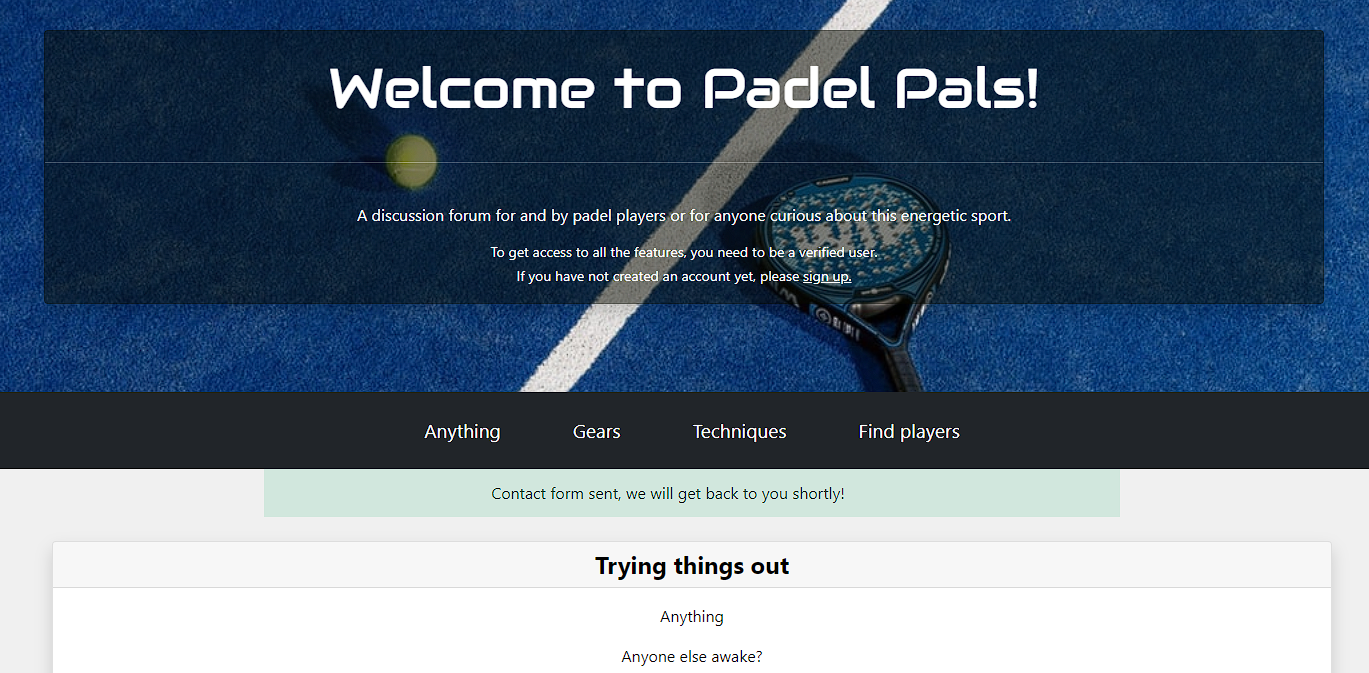 Welcome to Padel Pals!
A discussion forum for and by padel players or for anyone curious about this energetic sport.
To get access to all the features, you need to be a verified user.
If you have not created an account yet, please sign up.
Anything Gears Techniques Find players
Contact form sent, we will get back to you shortly!
Trying things out
Anything
Anyone else awake?